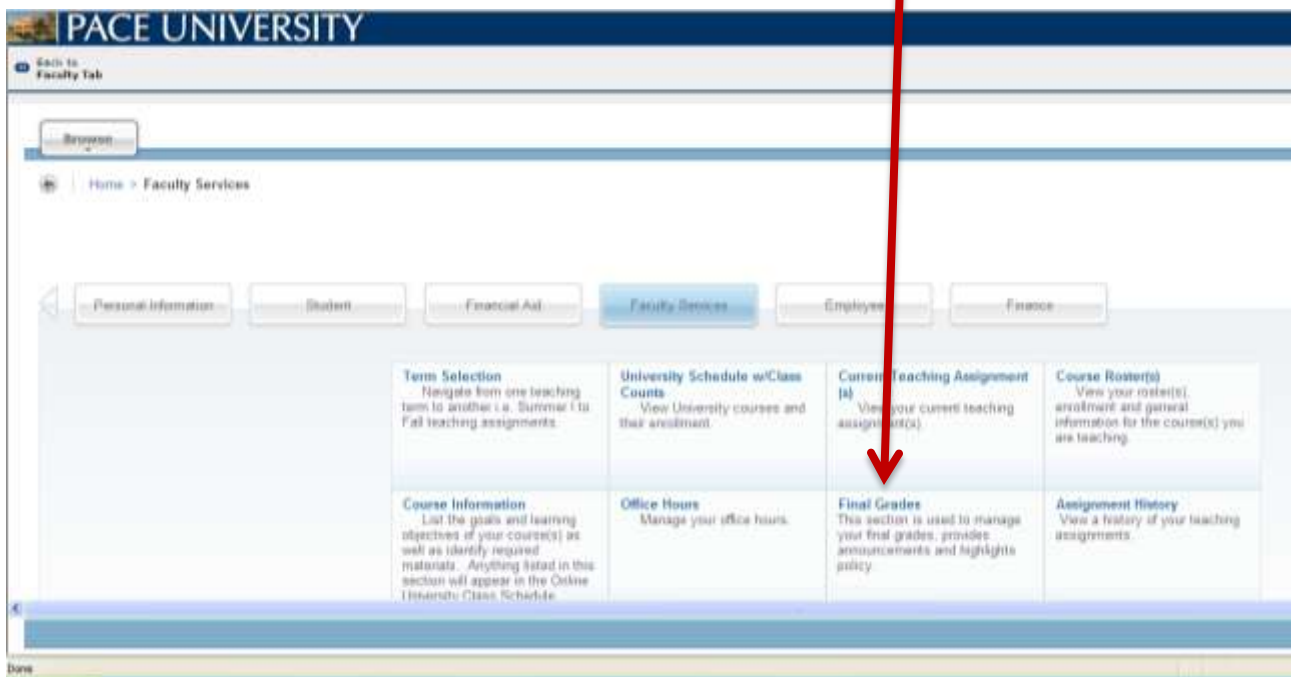 PACE UNIVERSITY
Back to
Faculty Tab
Browse
Home > Faculty Services
Personal Information
Student
Financial Aid
Faculty Services
Employee
Finance
Term Selection
Navigate from one teaching
term to another i.e. Summer I to
Fall teaching assignments.
University Schedule w/Class
Counts
View University courses and
their enrollment.
Current Teaching Assignment
(s)
View your current teaching
assignment(s)
Course Roster(s)
View your roster(s),
enrollment and general
information for the course(s) you
are teaching.
Course Information
List the goals and learning
objectives of your course(s) as
well as identify required
materials. Anything listed in this
section will appear in the Online
University Class Schedule
Office Hours
Manage your office hours.
Final Grades
This section is used to manage
your final grades, provides
announcements and highlights
policy.
Assignment History
View a history of your teaching
assignments.
Done